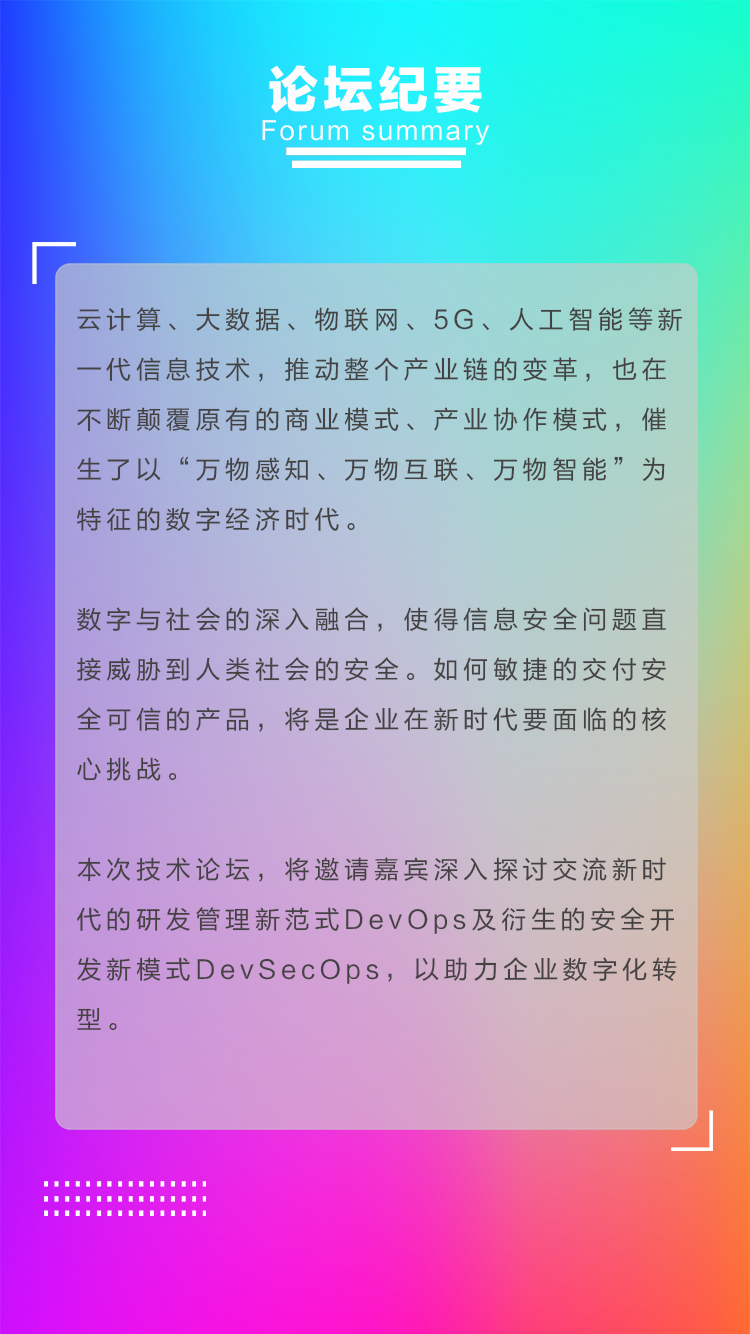 论坛纪要
Forum summary
云计算、大数据、物联网、5G、人工智能等新
一代信息技术，推动整个产业链的变革，也在
不断颠覆原有的商业模式、产业协作模式，催
生了以“万物感知、万物互联、万物智能”为
特征的数字经济时代。
数字与社会的深入融合，使得信息安全问题直
接威胁到人类社会的安全。如何敏捷的交付安
全可信的产品，将是企业在新时代要面临的核
心挑战。
本次技术论坛，将邀请嘉宾深入探讨交流新时
代的研发管理新范式DevOps及衍生的安全开
发新模式DevSecOps，以助力企业数字化转
型。